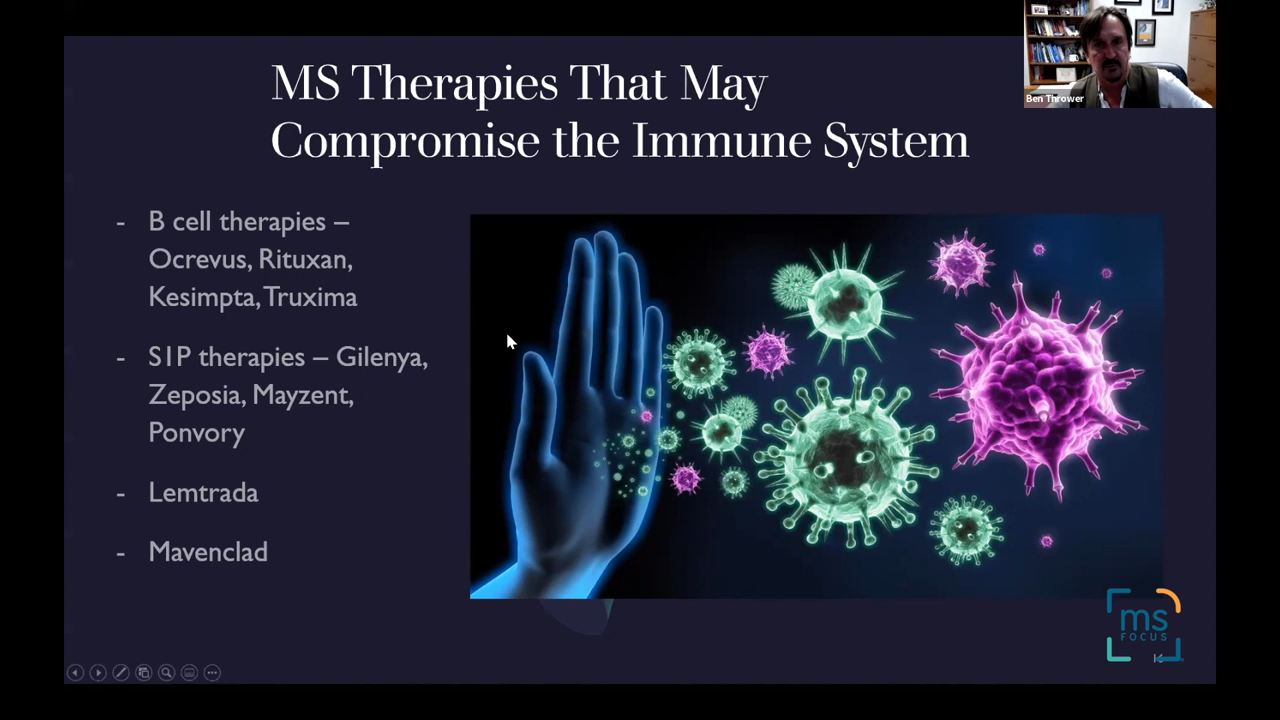 MS Therapies That May
Compromise the Immune System
Ben Thrower
- B cell therapies –
Ocrevus, Rituxan,
Kesimpta, Truxima
- S1P therapies – Gilenya,
Zeposia, Mayzent,
Ponvory
- Lemtrada
- Mavenclad
ms
FOCUS